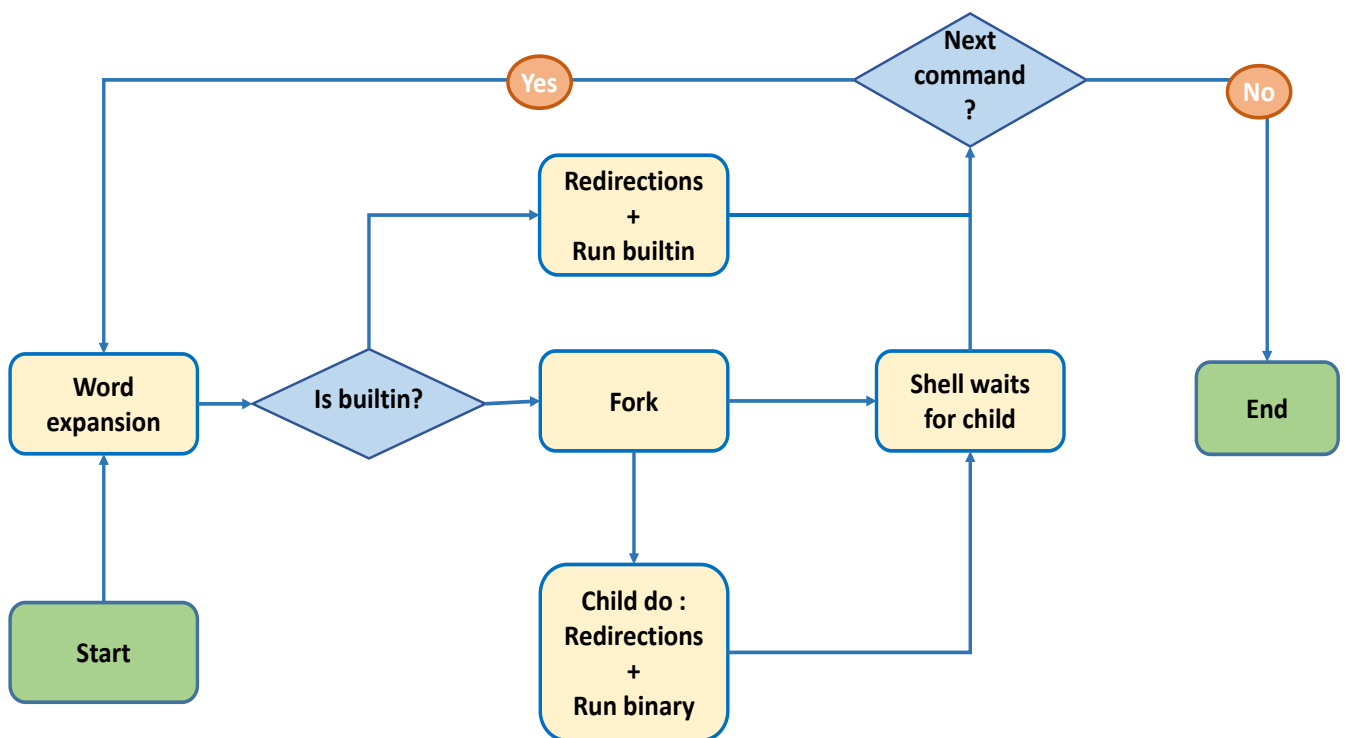 Next
command
?
Yes
No
Redirections
+
Run builtin
Word
expansion
Is builtin?
Fork
Shell waits
for child
End
Start
Child do :
Redirections
+
Run binary